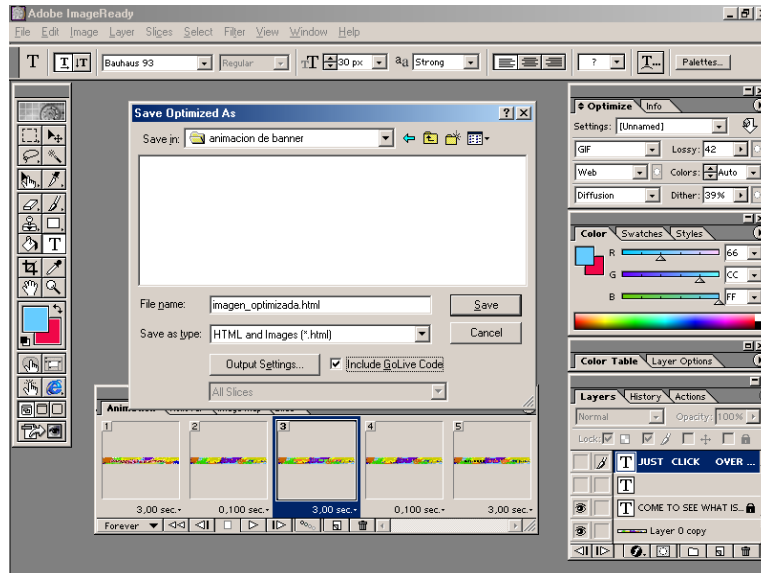 Adobe ImageReady
File Edit Image Layer Slices Select Filter View Window Help
T T IT Bauhaus 93 Regular TT 30 px aa Strong ? T... Palettes...
Save Optimized As
Save in: animacion de banner
File name: imagen_optimizada.html Save
Save as type: HTML and Images (*.html) Cancel
Output Settings... Include GoLive Code
All Slices
1 2 3 4 5
3,00 sec. 0,100 sec. 3,00 sec. 0,100 sec. 3,00 sec.
Forever
Optimize Info
Settings: [Unnamed]
GIF Lossy: 42
Web Colors: Auto
Diffusion Dither: 39%
Color Swatches Styles
R 66
G CC
B FF
Color Table Layer Options
Layers History Actions
Normal Opacity: 100%
Lock:
T JUST CLICK OVER ...
T
T COME TO SEE WHAT IS...
Layer 0 copy